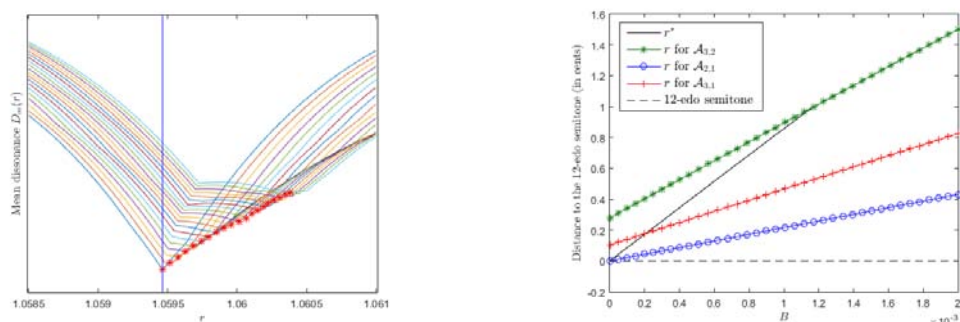 Mean dissonance D_m(r)
1.0585 1.059 1.0595 1.06 1.0605 1.061
r
Distance to the 12-edo semitone (in cents)
1.6
1.4
1.2
1
0.8
0.6
0.4
0.2
0
-0.2
r*
r for A_{3,2}
r for A_{2,1}
r for A_{3,1}
12-edo semitone
0 0.2 0.4 0.6 0.8 1 1.2 1.4 1.6 1.8 2
B